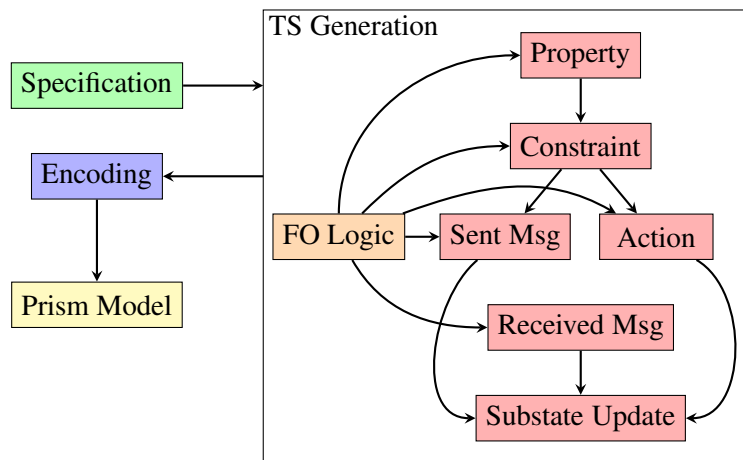 TS Generation
Property
Specification
Constraint
Encoding
FO Logic
Sent Msg
Action
Prism Model
Received Msg
Substate Update